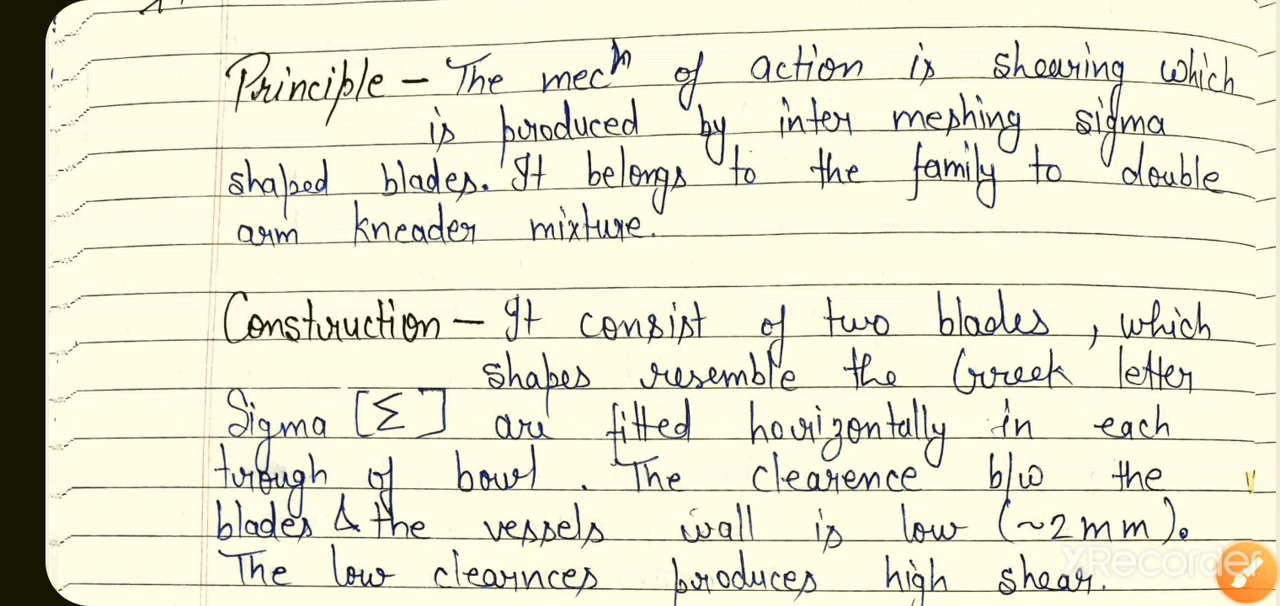 Principle – The mechⁿ of action is shearing which
is produced by inter meshing sigma
shaped blades. It belongs to the family to double
arm kneader mixture.
Construction – It consist of two blades, which
shapes resemble the Greek letter
Sigma [Σ] are fitted horizontally in each
trough of bowl. The clearence b/w the
blades & the vessels wall is low (~2mm).
The low clearnces produces high shear.
XRecorder